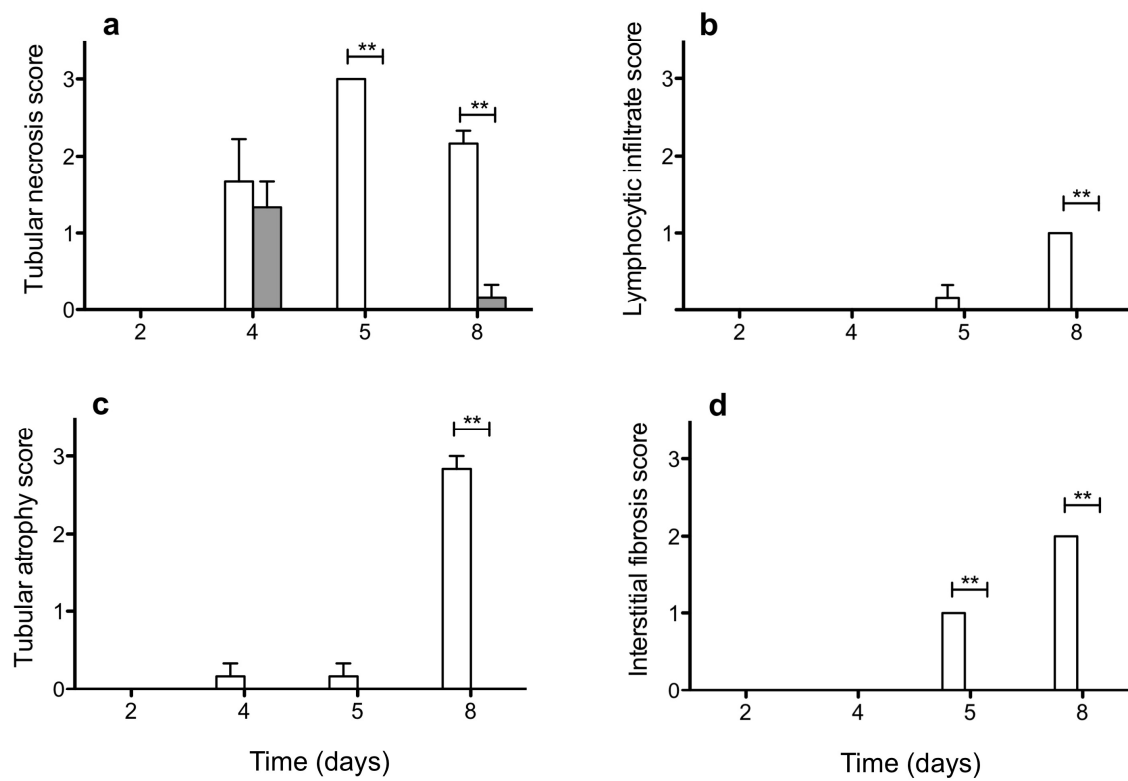 a
Tubular necrosis score
3
2
1
0
**
**
2 4 5 8
b
Lymphocytic infiltrate score
3
2
1
**
2 4 5 8
c
Tubular atrophy score
3
2
1
0
**
2 4 5 8
Time (days)
d
Interstitial fibrosis score
3
2
1
0
**
**
2 4 5 8
Time (days)